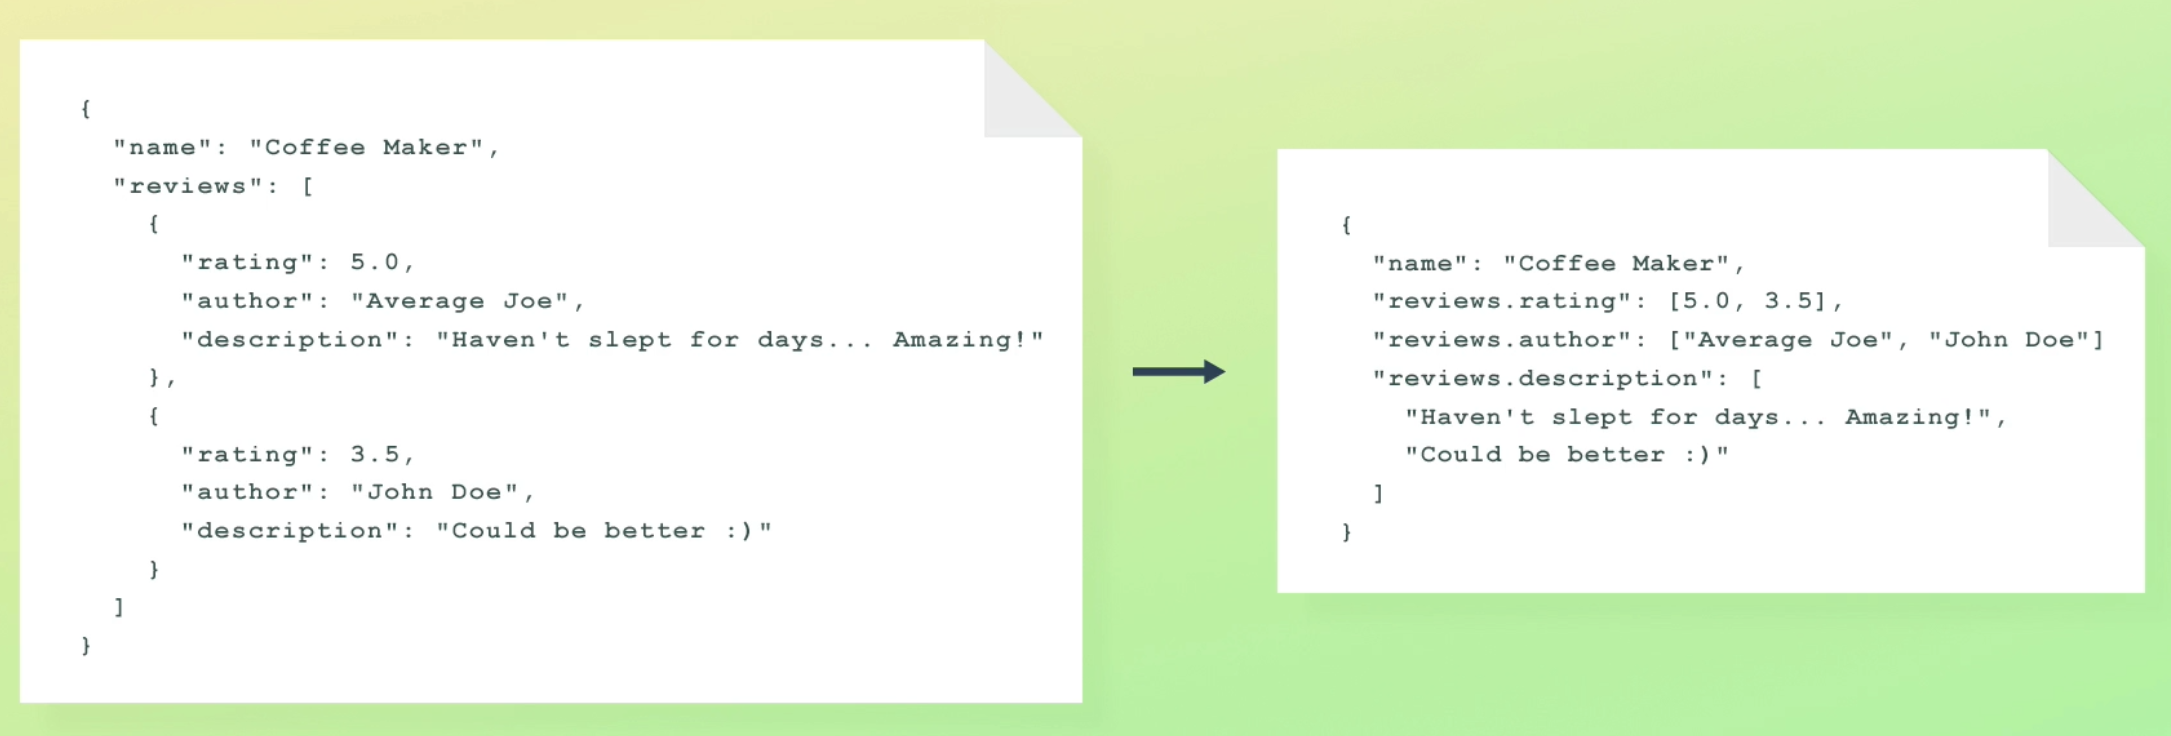 {
"name": "Coffee Maker",
"reviews": [
{
"rating": 5.0,
"author": "Average Joe",
"description": "Haven't slept for days... Amazing!"
},
{
"rating": 3.5,
"author": "John Doe",
"description": "Could be better :)"
}
]
}
{
"name": "Coffee Maker",
"reviews.rating": [5.0, 3.5],
"reviews.author": ["Average Joe", "John Doe"]
"reviews.description": [
"Haven't slept for days... Amazing!",
"Could be better :)"
]
}